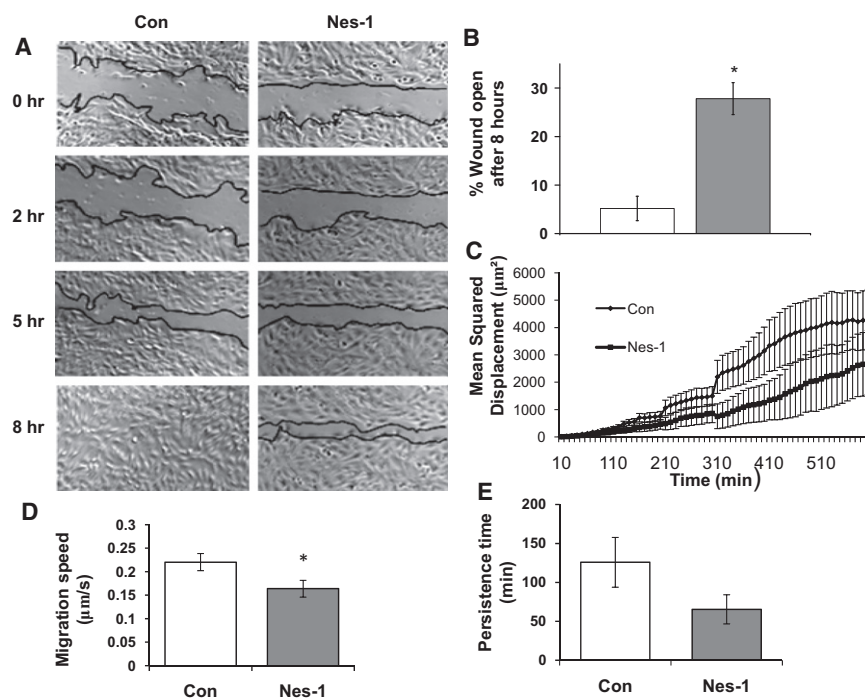 Con
Nes-1
A
0 hr
2 hr
5 hr
8 hr
B
% Wound open
after 8 hours
30
20
10
0
*
C
Mean Squared
Displacement (µm²)
6000
5000
4000
3000
2000
1000
0
Con
Nes-1
10 110 210 310 410 510
Time (min)
D
Migration speed
(µm/s)
0.3
0.25
0.2
0.15
0.1
0.05
0
*
Con Nes-1
E
Persistence time
(min)
200
150
100
50
0
Con Nes-1